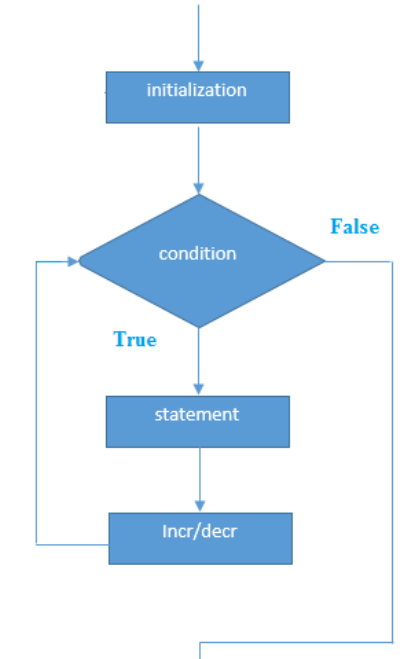 initialization
condition
False
True
statement
Incr/decr